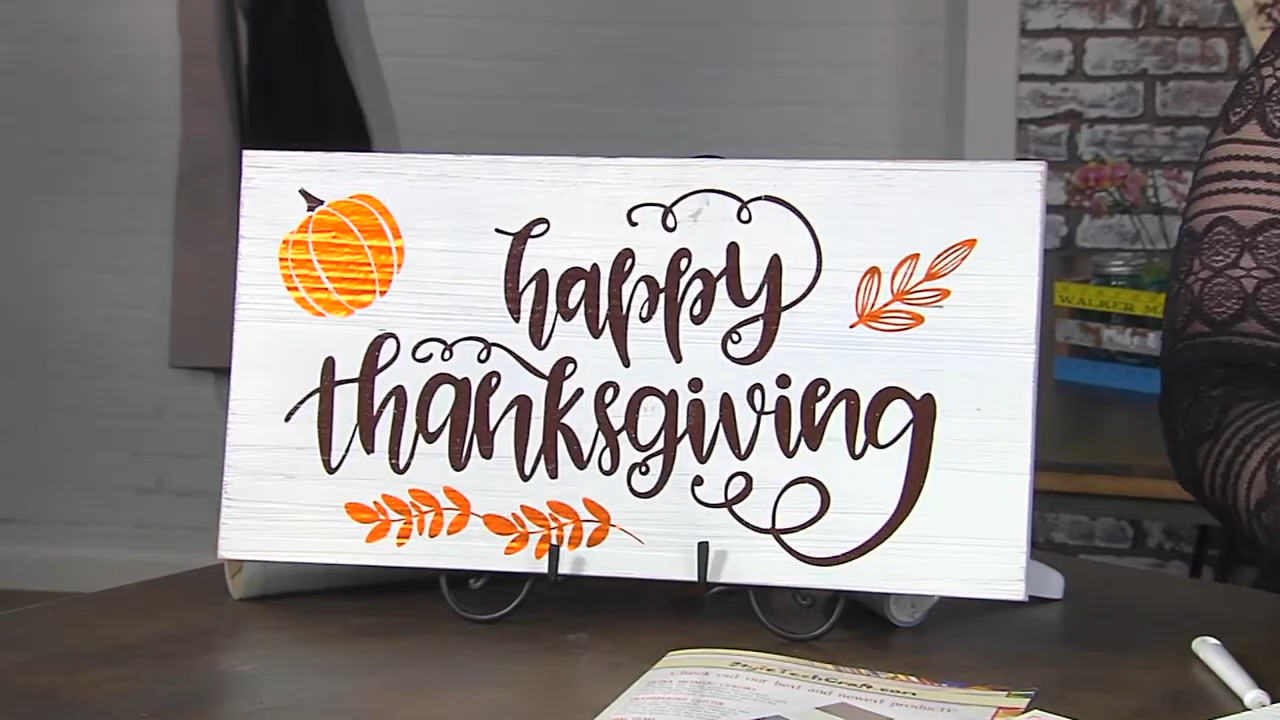 happy
thanksgiving
WALKER
StyleTechCraft.com
Check out our best and newest products